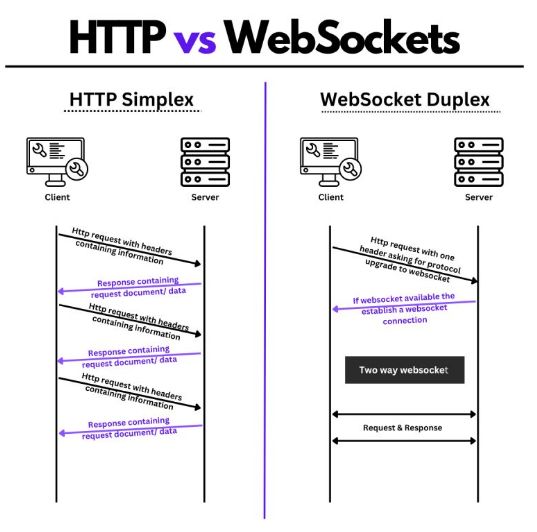 HTTP vs WebSockets
HTTP Simplex
Client
Server
Http request with headers
containing information
Response containing
request document/ data
Http request with headers
containing information
Response containing
request document/ data
Http request with headers
containing information
Response containing
request document/ data
WebSocket Duplex
Client
Server
Http request with one
header asking for protocol
upgrade to websocket
If websocket available the
establish a websocket
connection
Two way websocket
Request & Response